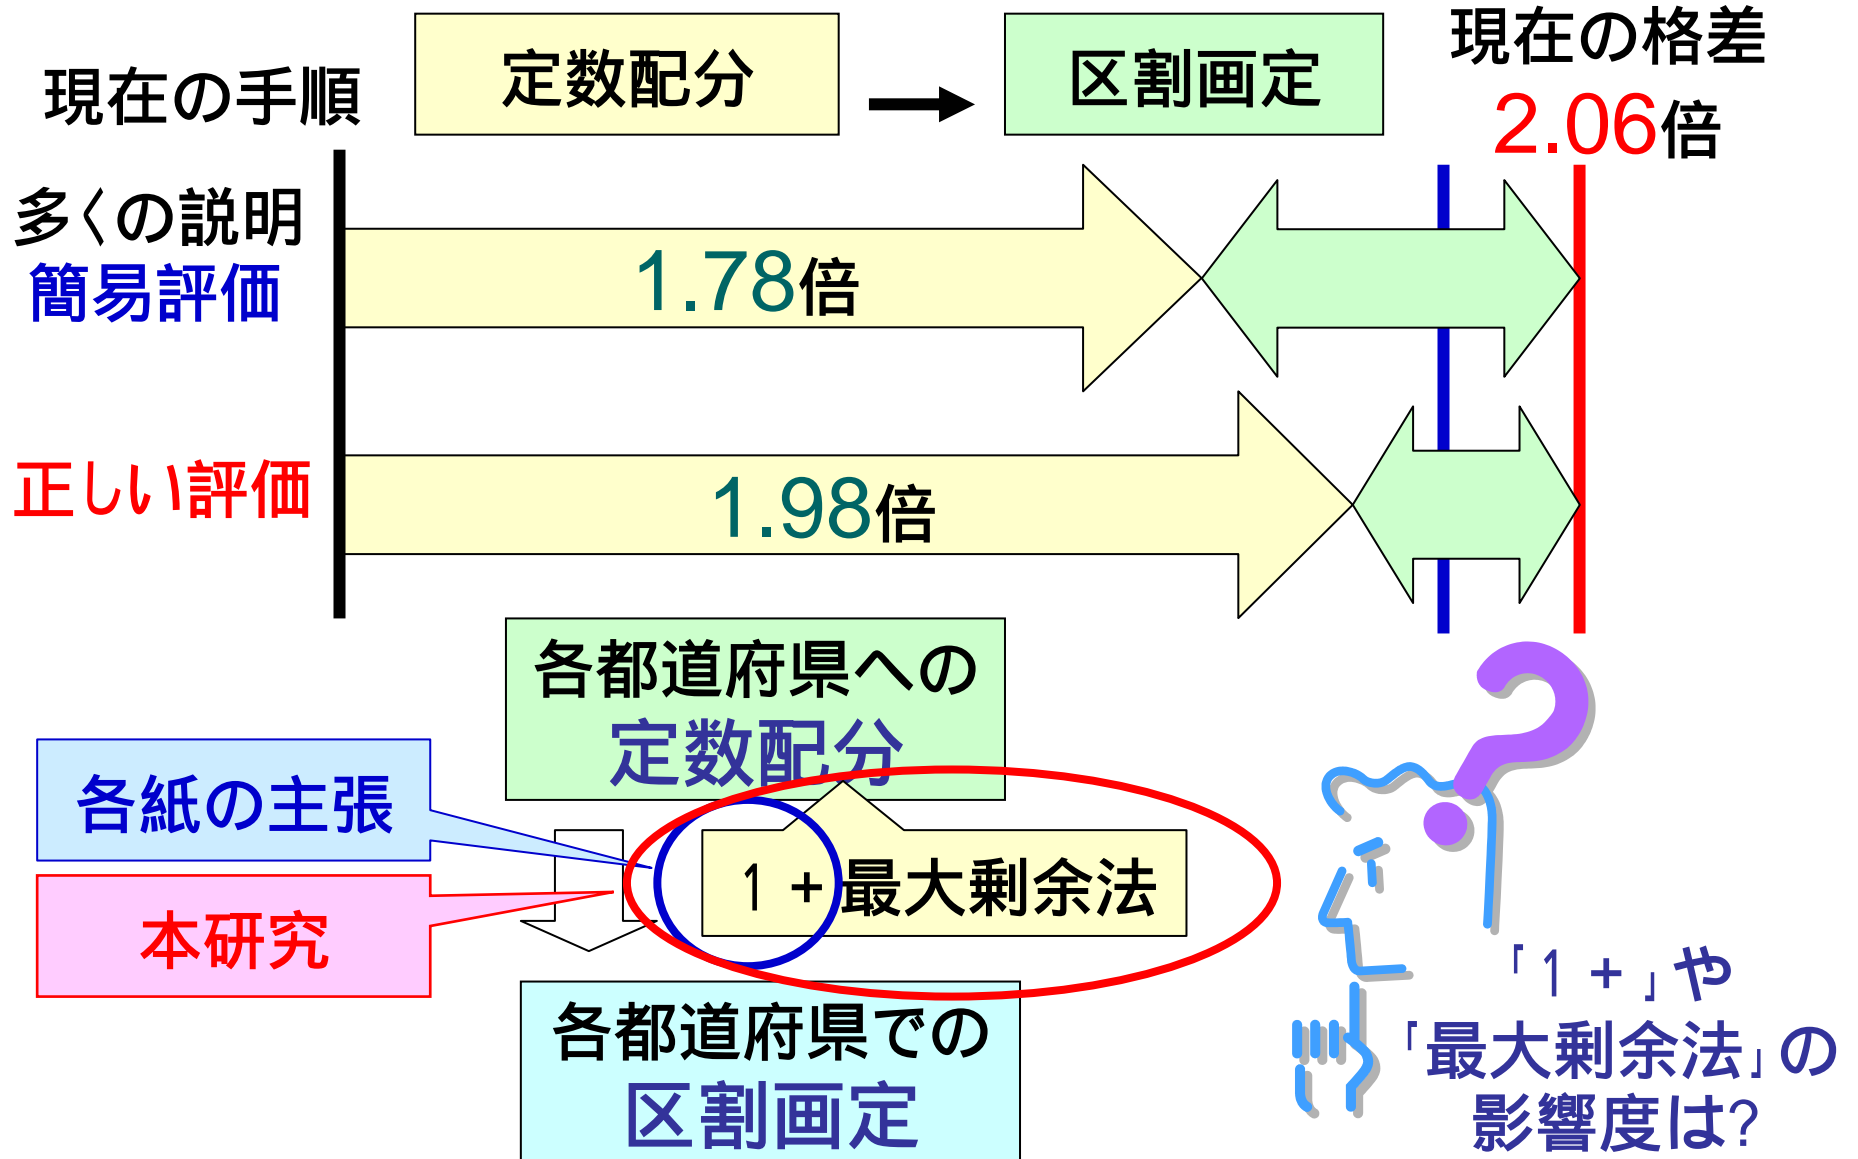 現在の手順
定数配分
区割画定
現在の格差
2.06倍
多くの説明
簡易評価
1.78倍
正しい評価
1.98倍
各都道府県への
定数配分
各紙の主張
本研究
1+最大剰余法
各都道府県での
区割画定
「1+」や
「最大剰余法」の
影響度は?